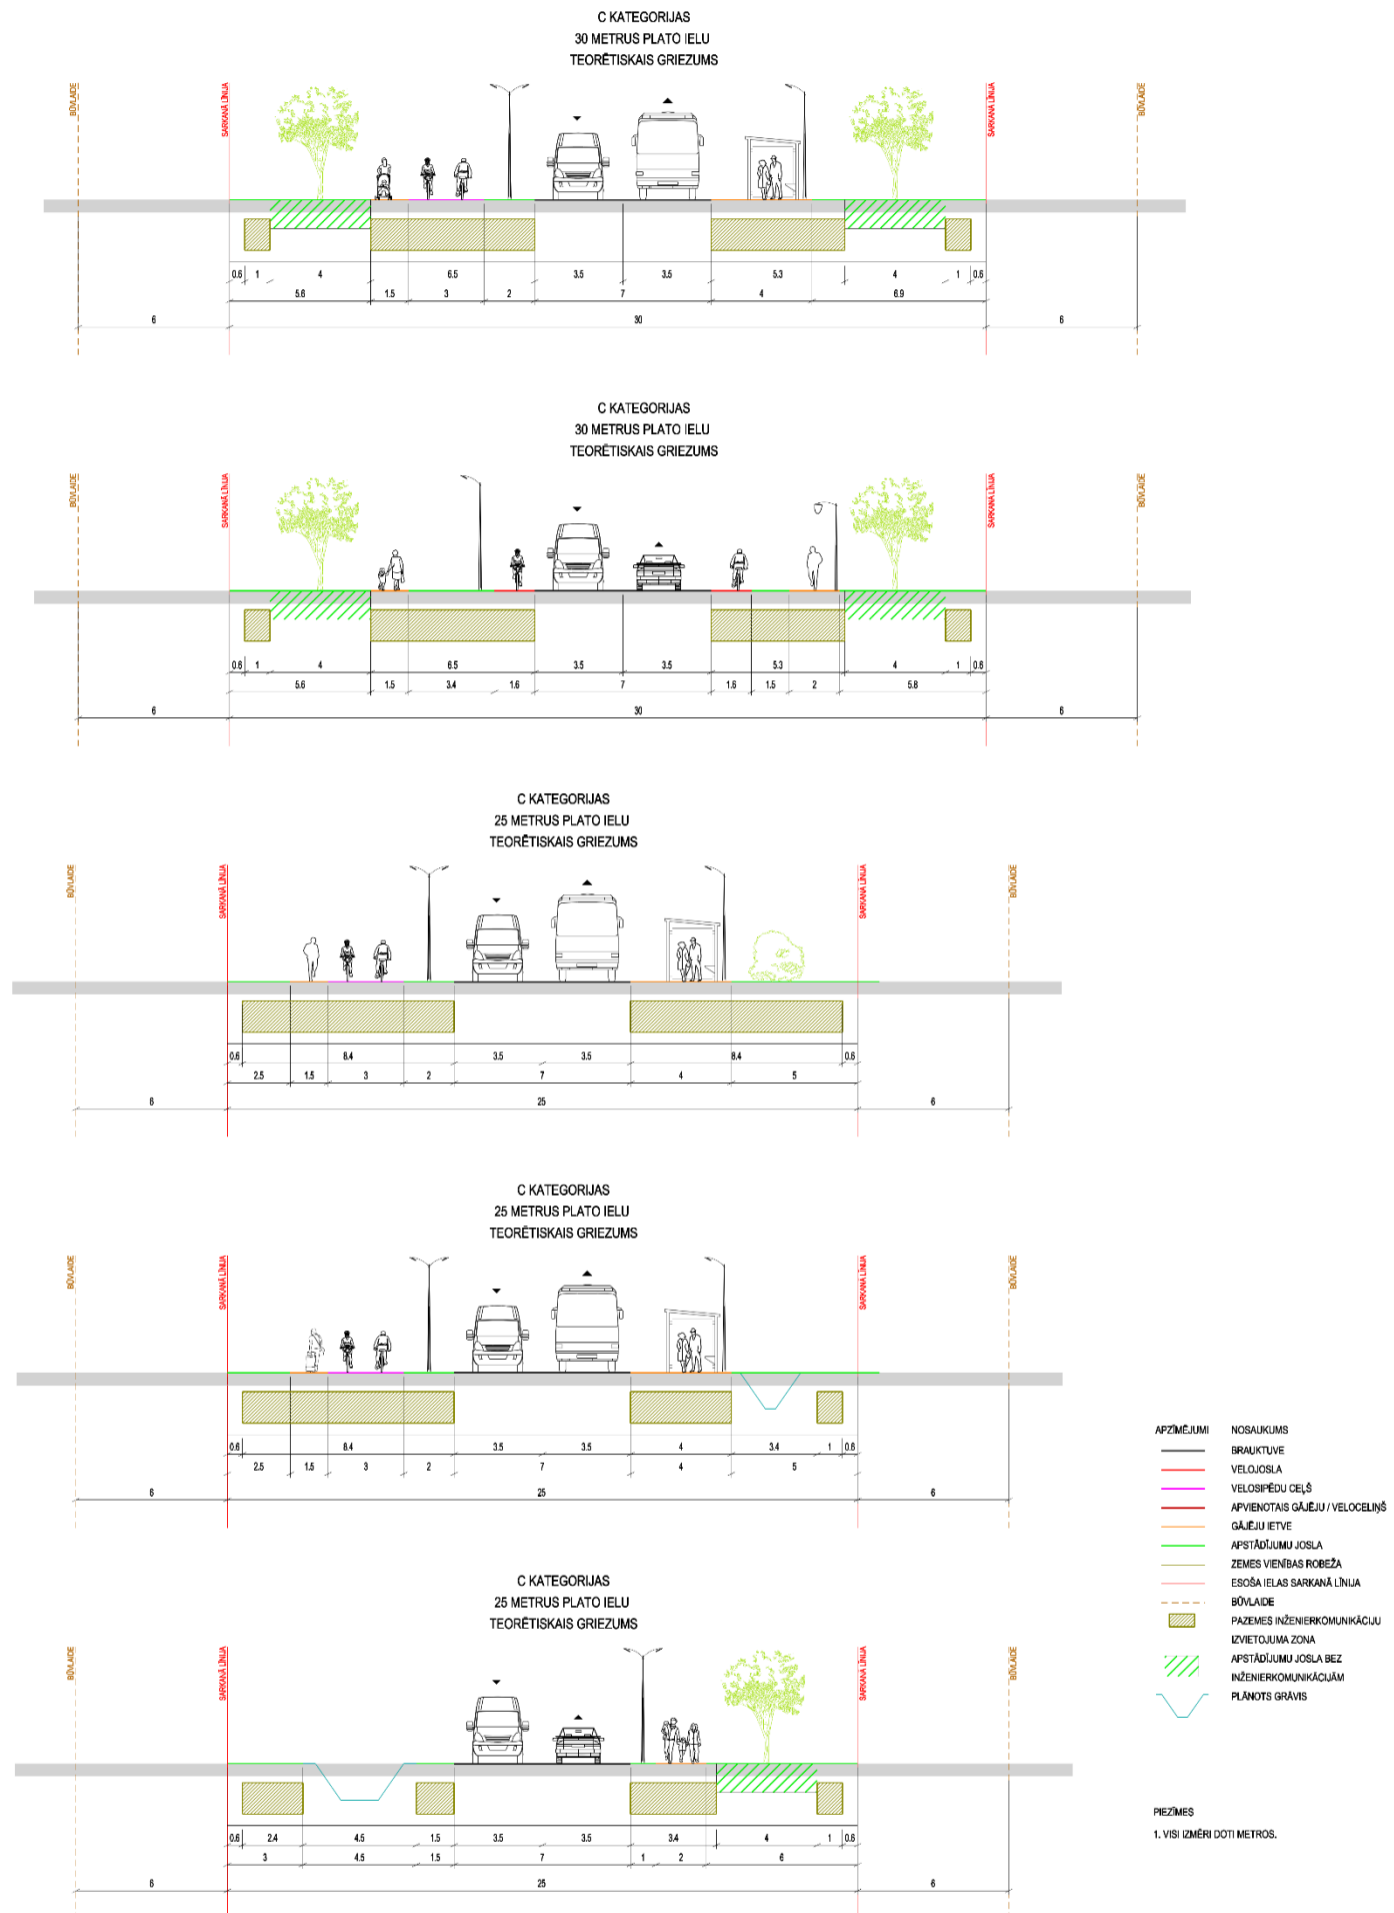 C KATEGORIJAS
30 METRUS PLATO IELU
TEORĒTISKAIS GRIEZUMS
BŪVLAIDE
SARKANĀ LĪNIJA
SARKANĀ LĪNIJA
BŪVLAIDE
0.6 1 4 6.5 3.5 3.5 5.3 4 1 0.6
5.6 1.5 3 2 7 4 6.9
6 30 6
C KATEGORIJAS
30 METRUS PLATO IELU
TEORĒTISKAIS GRIEZUMS
BŪVLAIDE
SARKANĀ LĪNIJA
SARKANĀ LĪNIJA
BŪVLAIDE
0.6 1 4 6.5 3.5 3.5 5.3 4 1 0.6
5.6 1.5 3.4 1.6 7 1.6 1.5 2 5.8
6 30 6
C KATEGORIJAS
25 METRUS PLATO IELU
TEORĒTISKAIS GRIEZUMS
BŪVLAIDE
SARKANĀ LĪNIJA
SARKANĀ LĪNIJA
BŪVLAIDE
0.6 8.4 3.5 3.5 8.4 0.6
2.5 1.5 3 2 7 4 5
6 25 6
C KATEGORIJAS
25 METRUS PLATO IELU
TEORĒTISKAIS GRIEZUMS
BŪVLAIDE
SARKANĀ LĪNIJA
SARKANĀ LĪNIJA
BŪVLAIDE
0.6 8.4 3.5 3.5 4 3.4 1 0.6
2.5 1.5 3 2 7 4 5
6 25 6
C KATEGORIJAS
25 METRUS PLATO IELU
TEORĒTISKAIS GRIEZUMS
BŪVLAIDE
SARKANĀ LĪNIJA
SARKANĀ LĪNIJA
BŪVLAIDE
0.6 2.4 4.5 1.5 3.5 3.5 3.4 4 1 0.6
3 4.5 1.5 7 1 2 6
6 25 6
APZĪMĒJUMI NOSAUKUMS
BRAUKTUVE
VELOJOSLA
VELOSIPĒDU CEĻŠ
APVIENOTAIS GĀJĒJU / VELOCELIŅŠ
GĀJĒJU IETVE
APSTĀDĪJUMU JOSLA
ZEMES VIENĪBAS ROBEŽA
ESOŠA IELAS SARKANĀ LĪNIJA
BŪVLAIDE
PAZEMES INŽENIERKOMUNIKĀCIJU
IZVIETOJUMA ZONA
APSTĀDĪJUMU JOSLA BEZ
INŽENIERKOMUNIKĀCIJĀM
PLĀNOTS GRĀVIS
PIEZĪMES
1. VISI IZMĒRI DOTI METROS.